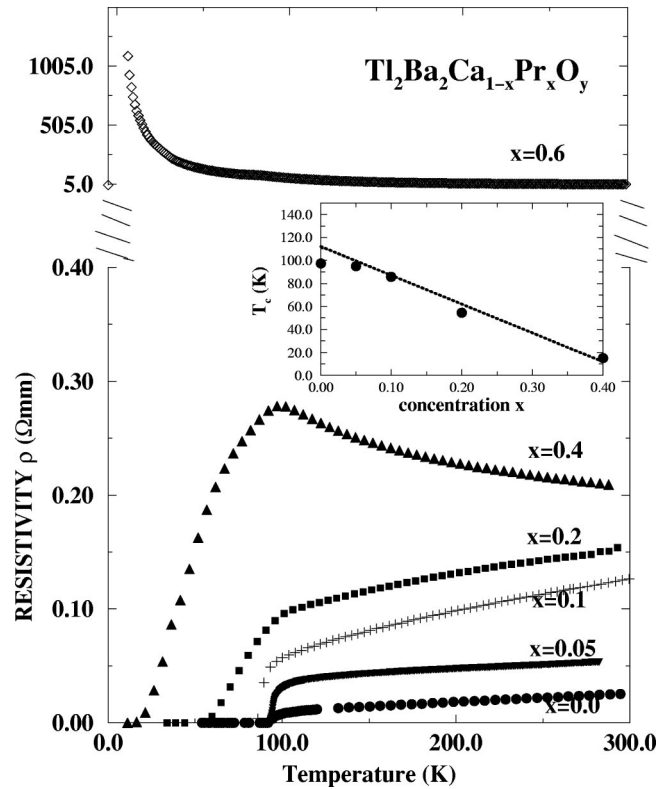 1005.0
505.0
5.0
Tl₂Ba₂Ca₁₋ₓPrₓOᵧ
x=0.6
0.40
0.30
0.20
0.10
0.00
RESISTIVITY ρ (Ωmm)
140.0
120.0
100.0
80.0
60.0
40.0
20.0
0.0
T_c (K)
0.00 0.10 0.20 0.30 0.40
concentration x
x=0.4
x=0.2
x=0.1
x=0.05
x=0.0
0.0 100.0 200.0 300.0
Temperature (K)